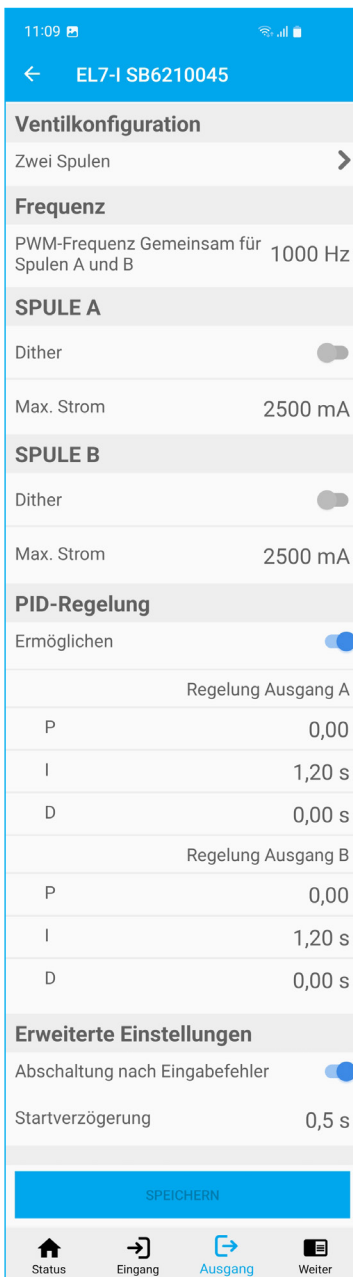 11:09
EL7-I SB6210045
Ventilkonfiguration
Zwei Spulen
Frequenz
PWM-Frequenz Gemeinsam für
Spulen A und B
1000 Hz
SPULE A
Dither
Max. Strom 2500 mA
SPULE B
Dither
Max. Strom 2500 mA
PID-Regelung
Ermöglichen
Regelung Ausgang A
P 0,00
I 1,20 s
D 0,00 s
Regelung Ausgang B
P 0,00
I 1,20 s
D 0,00 s
Erweiterte Einstellungen
Abschaltung nach Eingabefehler
Startverzögerung 0,5 s
SPEICHERN
Status Eingang Ausgang Weiter